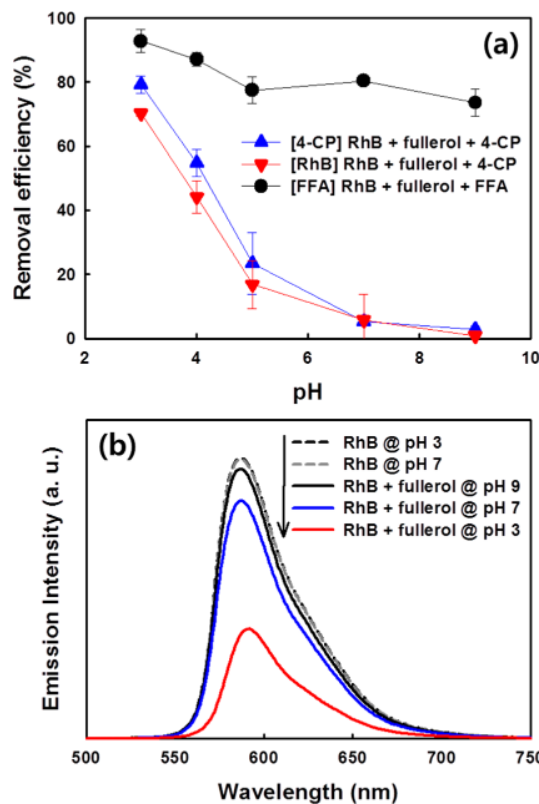 100
(a)
80
60
40
20
0
Removal efficiency (%)
[4-CP] RhB + fullerol + 4-CP
[RhB] RhB + fullerol + 4-CP
[FFA] RhB + fullerol + FFA
2 4 6 8 10
pH
(b)
RhB @ pH 3
RhB @ pH 7
RhB + fullerol @ pH 9
RhB + fullerol @ pH 7
RhB + fullerol @ pH 3
Emission Intensity (a. u.)
500 550 600 650 700 750
Wavelength (nm)